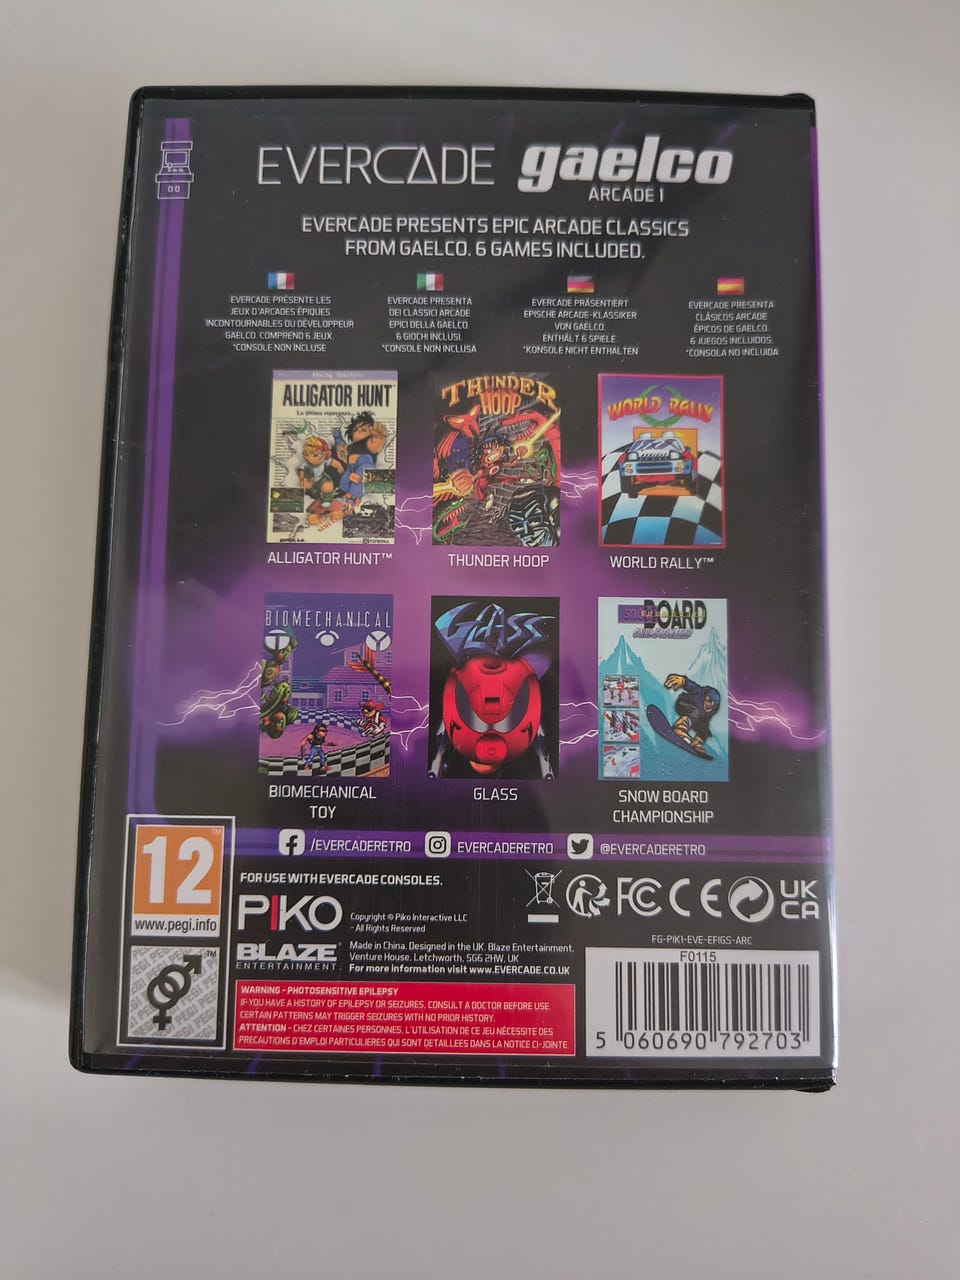 EVERCADE gaelco
ARCADE 1
EVERCADE PRESENTS EPIC ARCADE CLASSICS
FROM GAELCO. 6 GAMES INCLUDED.
EVERCADE PRÉSENTE LES
JEUX D'ARCADES ÉPIQUES
INCONTOURNABLES DU DÉVELOPPEUR
GAELCO. COMPREND 6 JEUX.
*CONSOLE NON INCLUSE
EVERCADE PRESENTA
DEI CLASSICI ARCADE
EPICI DELLA GAELCO.
6 GIOCHI INCLUSI.
*CONSOLE NON INCLUSA
EVERCADE PRÄSENTIERT
EPISCHE ARCADE-KLASSIKER
VON GAELCO.
ENTHÄLT 6 SPIELE.
*KONSOLE NICHT ENTHALTEN
EVERCADE PRESENTA
CLÁSICOS ARCADE
ÉPICOS DE GAELCO.
6 JUEGOS INCLUIDOS.
*CONSOLA NO INCLUIDA
ALLIGATOR HUNT™
THUNDER
HOOP
WORLD RALLY
ALLIGATOR HUNT™
THUNDER HOOP
WORLD RALLY™
BIOMECHANICAL
TOY
GLASS
snow BOARD
BIOMECHANICAL
TOY
GLASS
SNOW BOARD
CHAMPIONSHIP
/EVERCADERETRO
EVERCADERETRO
@EVERCADERETRO
12™
www.pegi.info
FOR USE WITH EVERCADE CONSOLES.
PIKO
Copyright © Piko Interactive LLC
- All Rights Reserved
BLAZE
ENTERTAINMENT
Made in China. Designed in the UK. Blaze Entertainment,
Venture House, Letchworth, SG6 2HW, UK
For more information visit www.EVERCADE.CO.UK
WARNING - PHOTOSENSITIVE EPILEPSY
IF YOU HAVE A HISTORY OF EPILEPSY OR SEIZURES, CONSULT A DOCTOR BEFORE USE.
CERTAIN PATTERNS MAY TRIGGER SEIZURES WITH NO PRIOR HISTORY.
ATTENTION - CHEZ CERTAINES PERSONNES, L'UTILISATION DE CE JEU NÉCESSITE DES
PRÉCAUTIONS D'EMPLOI PARTICULIERES QUI SONT DETAILLEES DANS LA NOTICE CI-JOINTE.
FC CE UK
CA
FG-PIK1-EVE-EFIGS-ARC
F0115
5 060690 792703